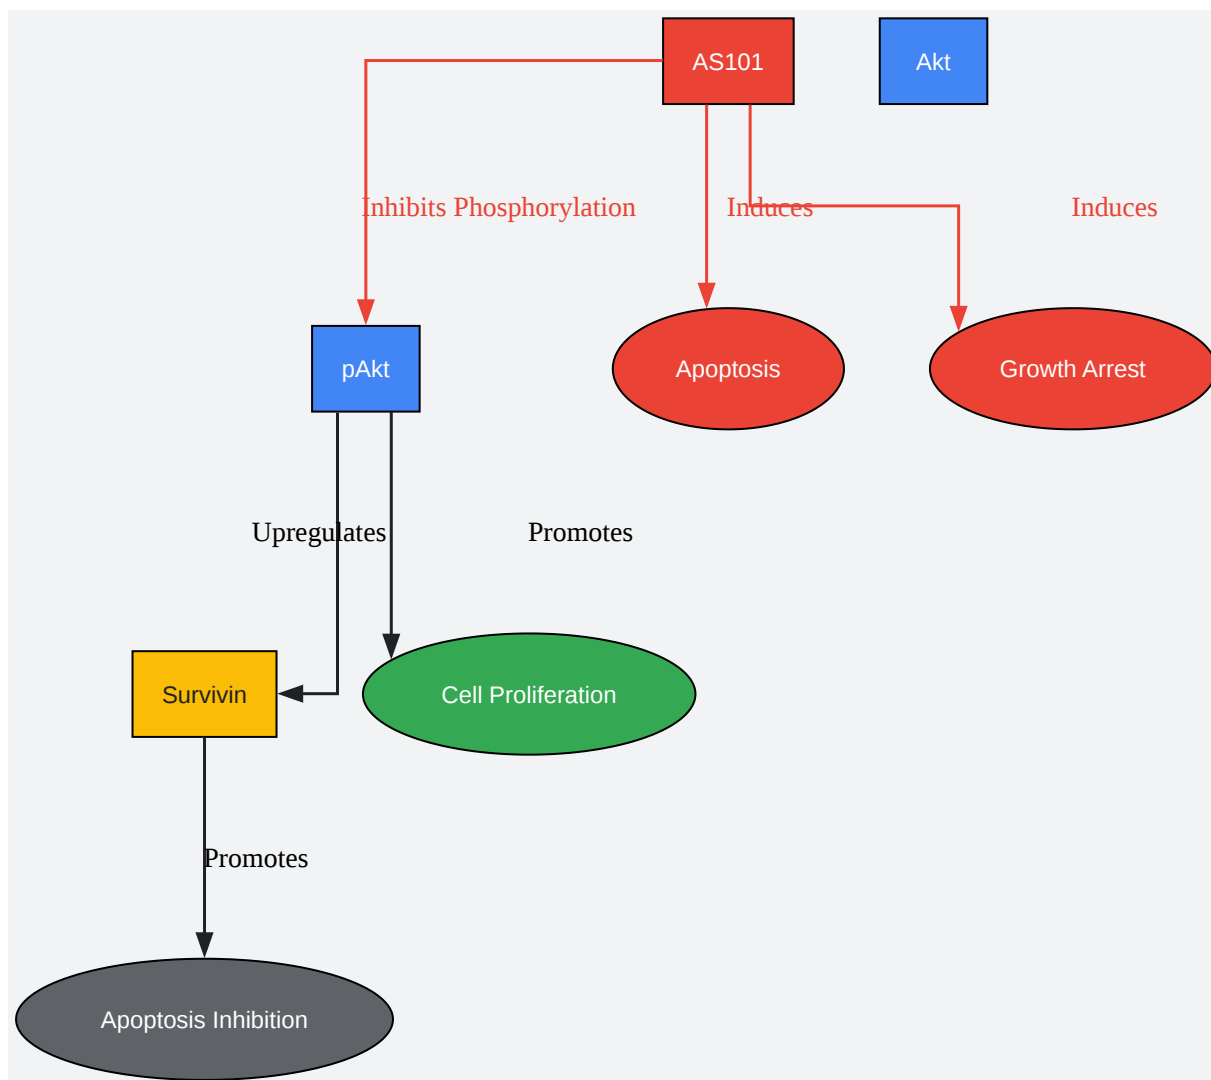 AS101
Akt
Inhibits Phosphorylation
Induces
Induces
pAkt
Apoptosis
Growth Arrest
Upregulates
Promotes
Survivin
Cell Proliferation
Promotes
Apoptosis Inhibition